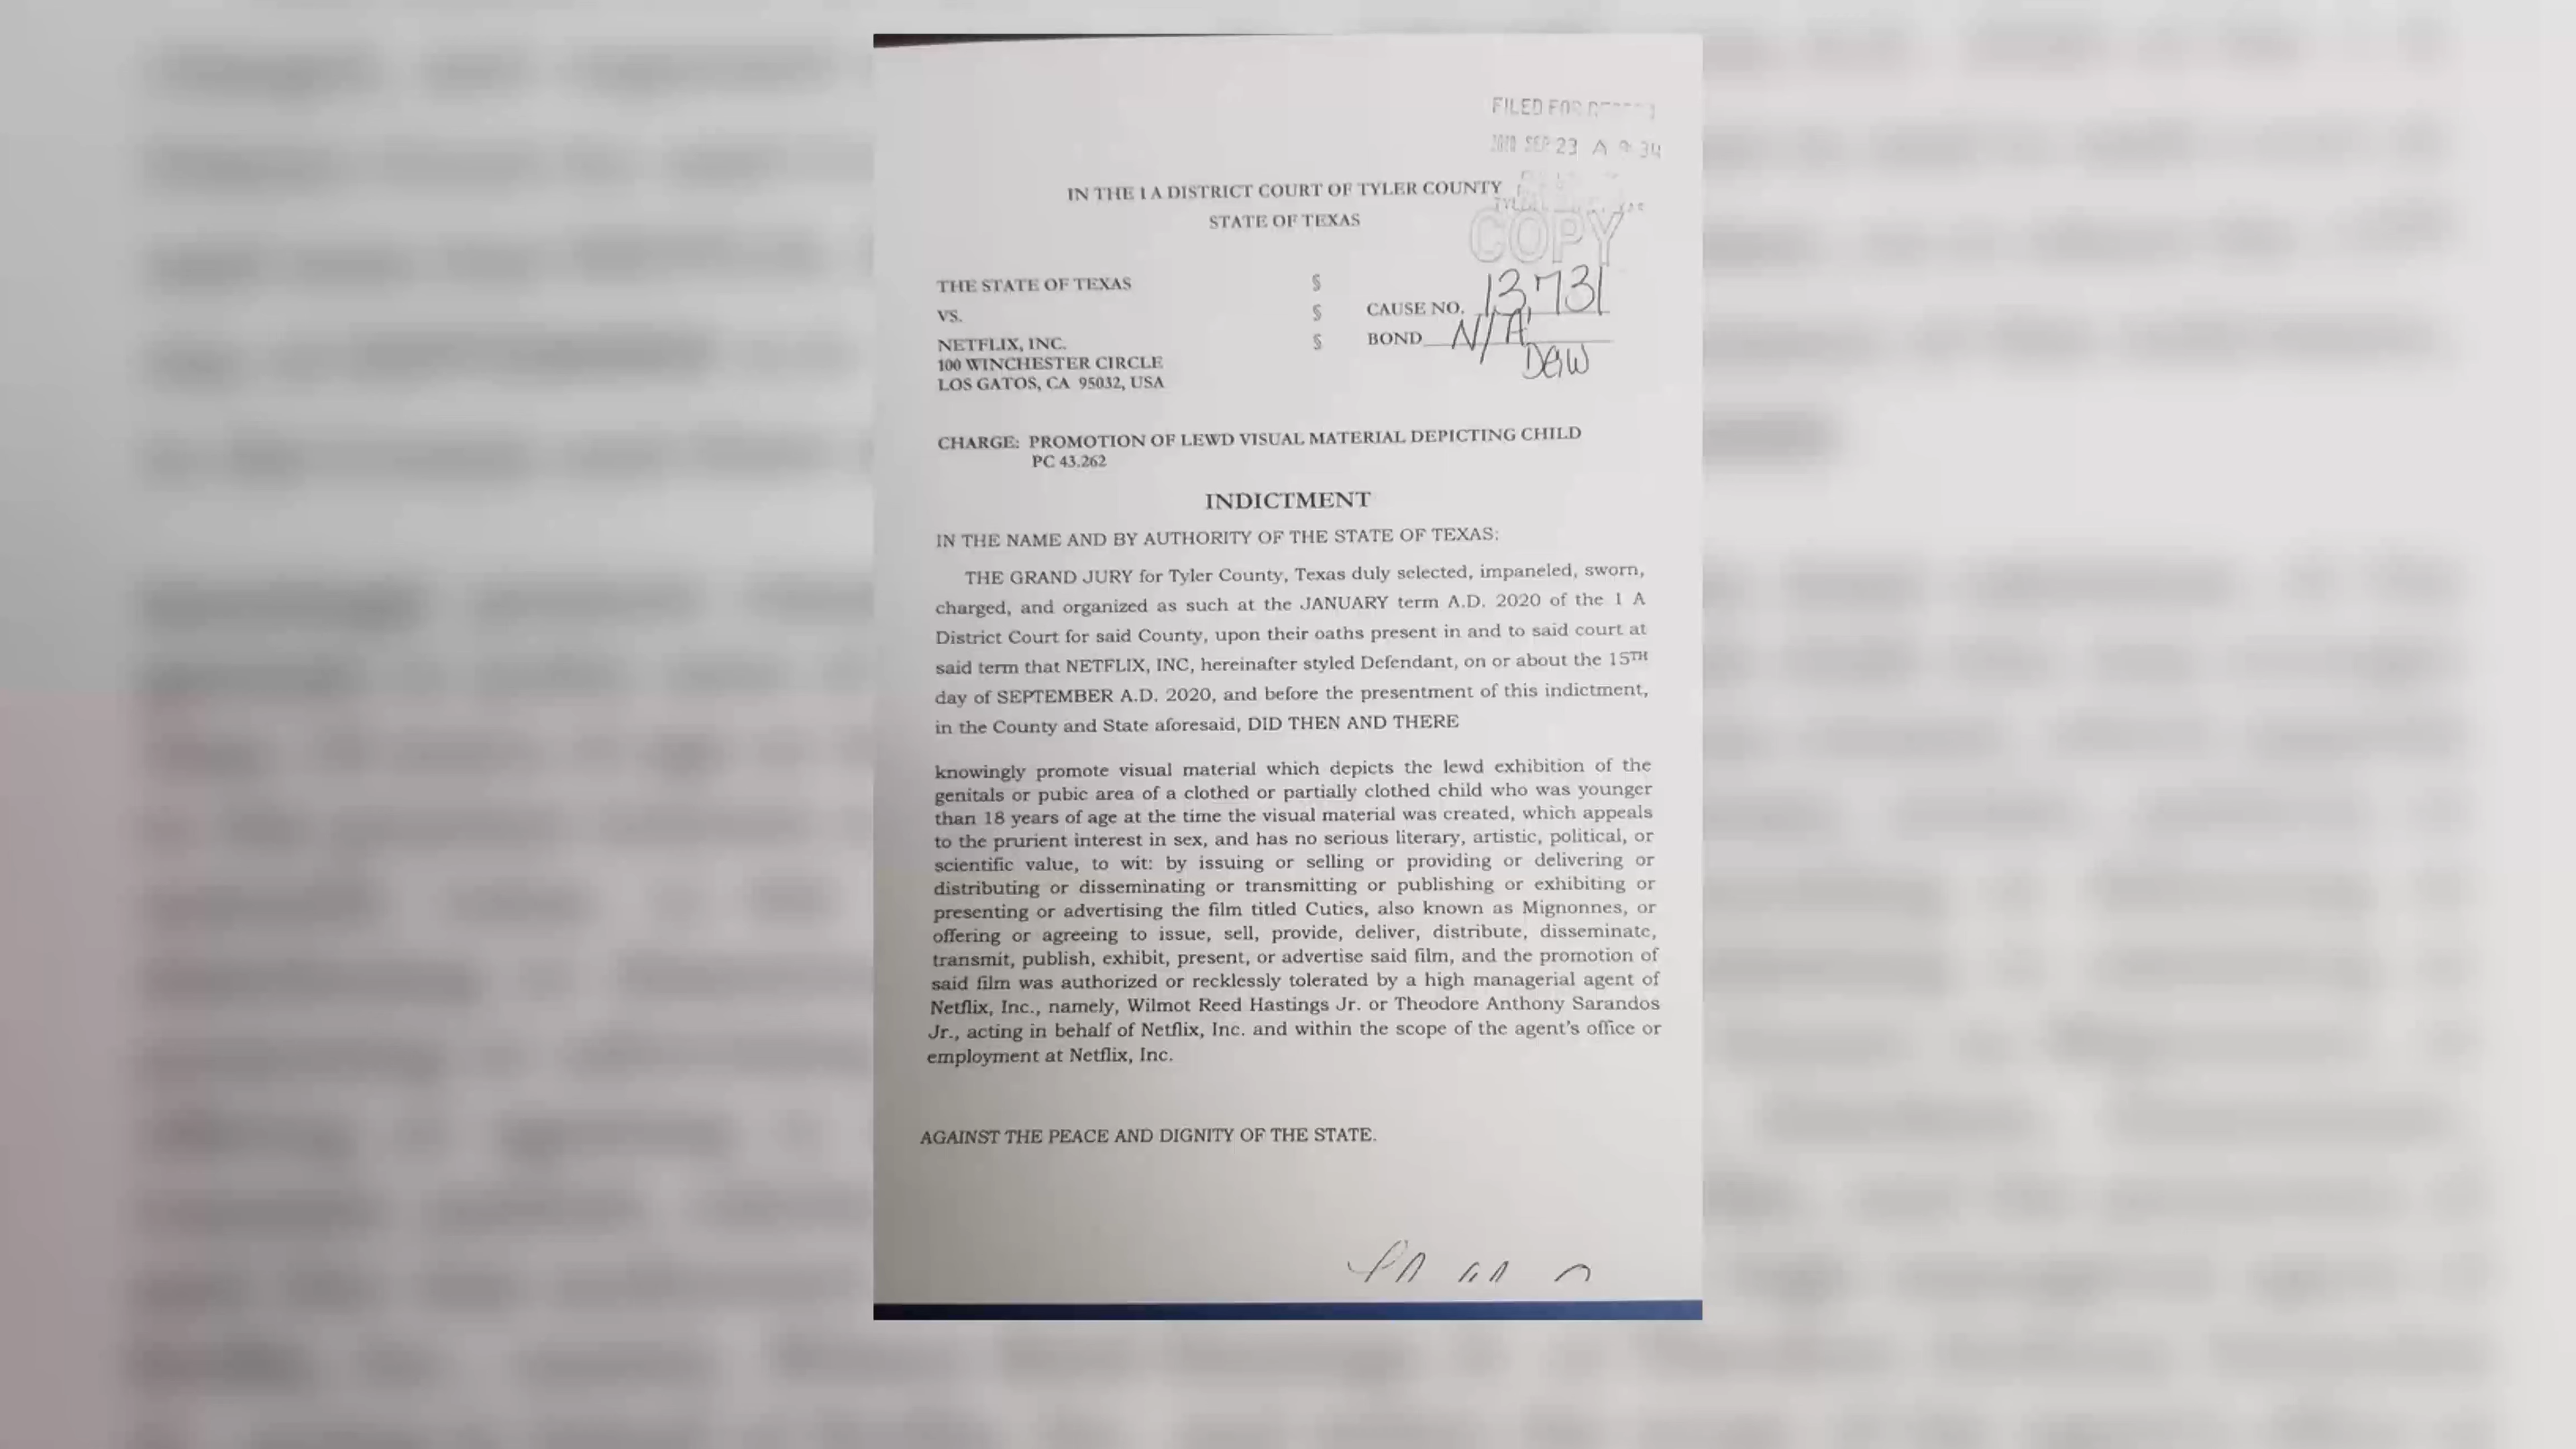 FILED FOR
2020 SEP 23 A 9:34
IN THE 1 A DISTRICT COURT OF TYLER COUNTY
STATE OF TEXAS
COPY
THE STATE OF TEXAS §
VS. § CAUSE NO. 13,731
NETFLIX, INC. § BOND N/A
100 WINCHESTER CIRCLE
LOS GATOS, CA 95032, USA
CHARGE: PROMOTION OF LEWD VISUAL MATERIAL DEPICTING CHILD
PC 43.262
INDICTMENT
IN THE NAME AND BY AUTHORITY OF THE STATE OF TEXAS:
THE GRAND JURY for Tyler County, Texas duly selected, impaneled, sworn,
charged, and organized as such at the JANUARY term A.D. 2020 of the 1 A
District Court for said County, upon their oaths present in and to said court at
said term that NETFLIX, INC, hereinafter styled Defendant, on or about the 15TH
day of SEPTEMBER A.D. 2020, and before the presentment of this indictment,
in the County and State aforesaid, DID THEN AND THERE
knowingly promote visual material which depicts the lewd exhibition of the
genitals or pubic area of a clothed or partially clothed child who was younger
than 18 years of age at the time the visual material was created, which appeals
to the prurient interest in sex, and has no serious literary, artistic, political, or
scientific value, to wit: by issuing or selling or providing or delivering or
distributing or disseminating or transmitting or publishing or exhibiting or
presenting or advertising the film titled Cuties, also known as Mignonnes, or
offering or agreeing to issue, sell, provide, deliver, distribute, disseminate,
transmit, publish, exhibit, present, or advertise said film, and the promotion of
said film was authorized or recklessly tolerated by a high managerial agent of
Netflix, Inc., namely, Wilmot Reed Hastings Jr. or Theodore Anthony Sarandos
Jr., acting in behalf of Netflix, Inc. and within the scope of the agent's office or
employment at Netflix, Inc.
AGAINST THE PEACE AND DIGNITY OF THE STATE.